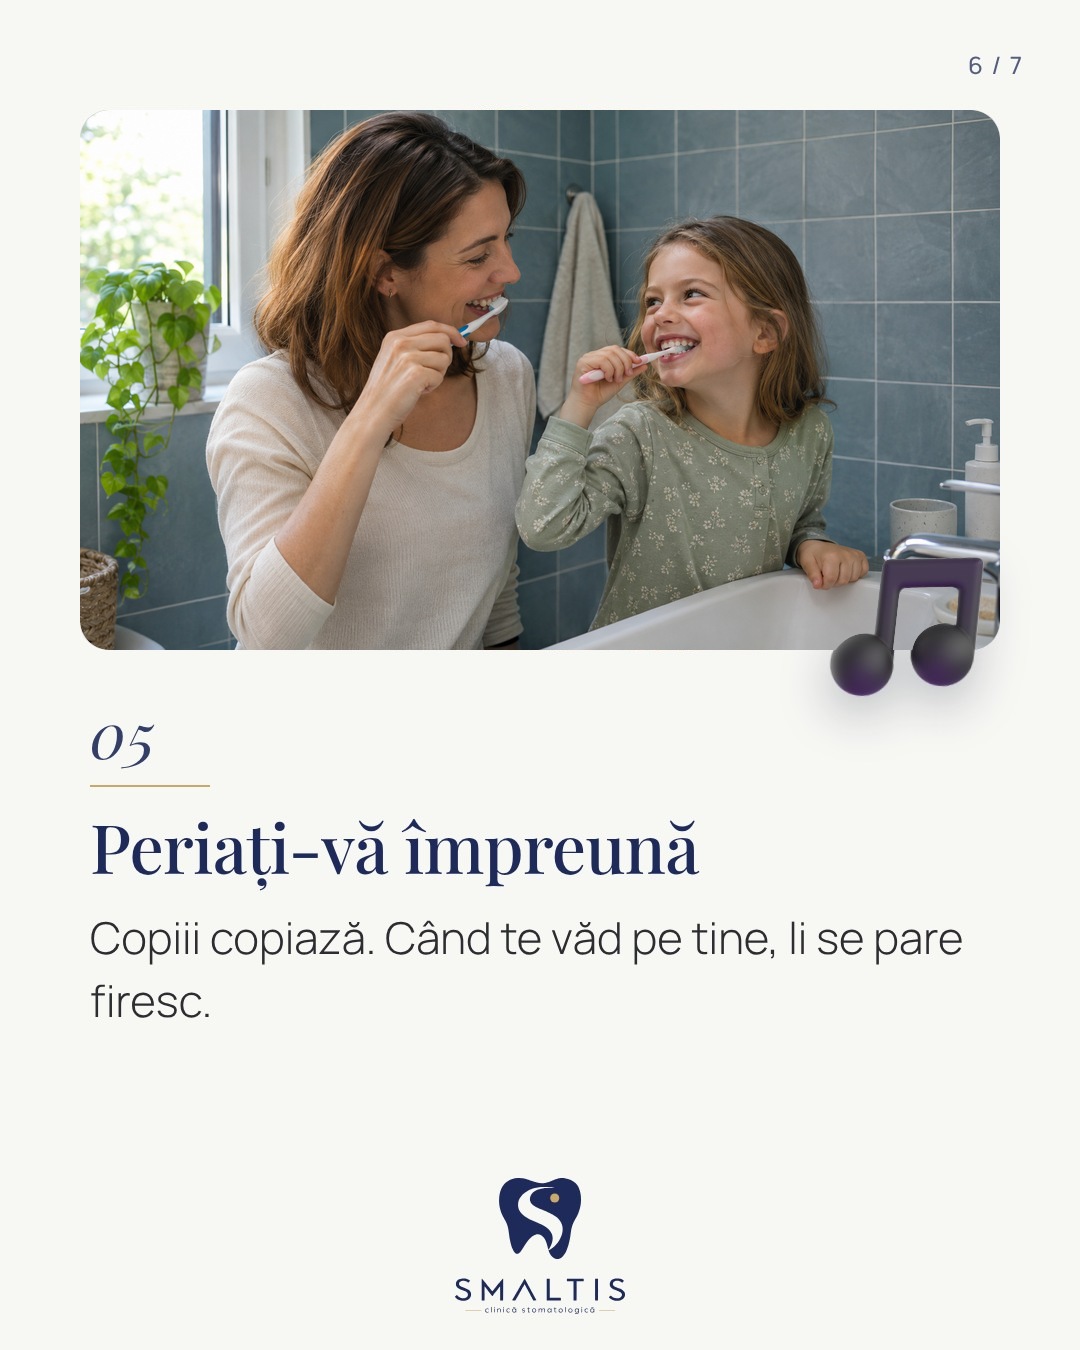 6 / 7
05
Periați-vă împreună
Copiii copiază. Când te văd pe tine, li se pare
firesc.
SMALTIS
clinică stomatologică